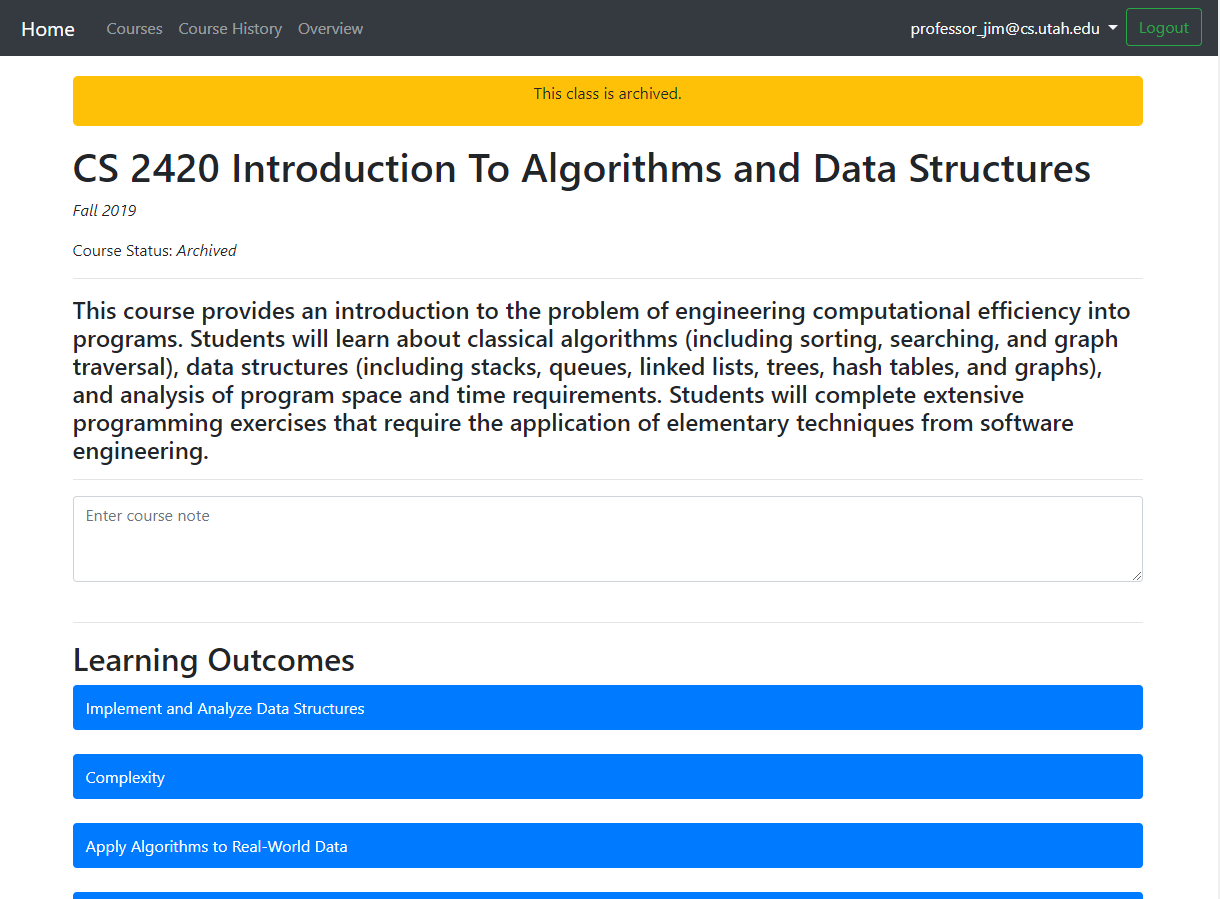 Home Courses Course History Overview professor_jim@cs.utah.edu Logout
This class is archived.
CS 2420 Introduction To Algorithms and Data Structures
Fall 2019
Course Status: Archived
This course provides an introduction to the problem of engineering computational efficiency into
programs. Students will learn about classical algorithms (including sorting, searching, and graph
traversal), data structures (including stacks, queues, linked lists, trees, hash tables, and graphs),
and analysis of program space and time requirements. Students will complete extensive
programming exercises that require the application of elementary techniques from software
engineering.
Enter course note
Learning Outcomes
Implement and Analyze Data Structures
Complexity
Apply Algorithms to Real-World Data